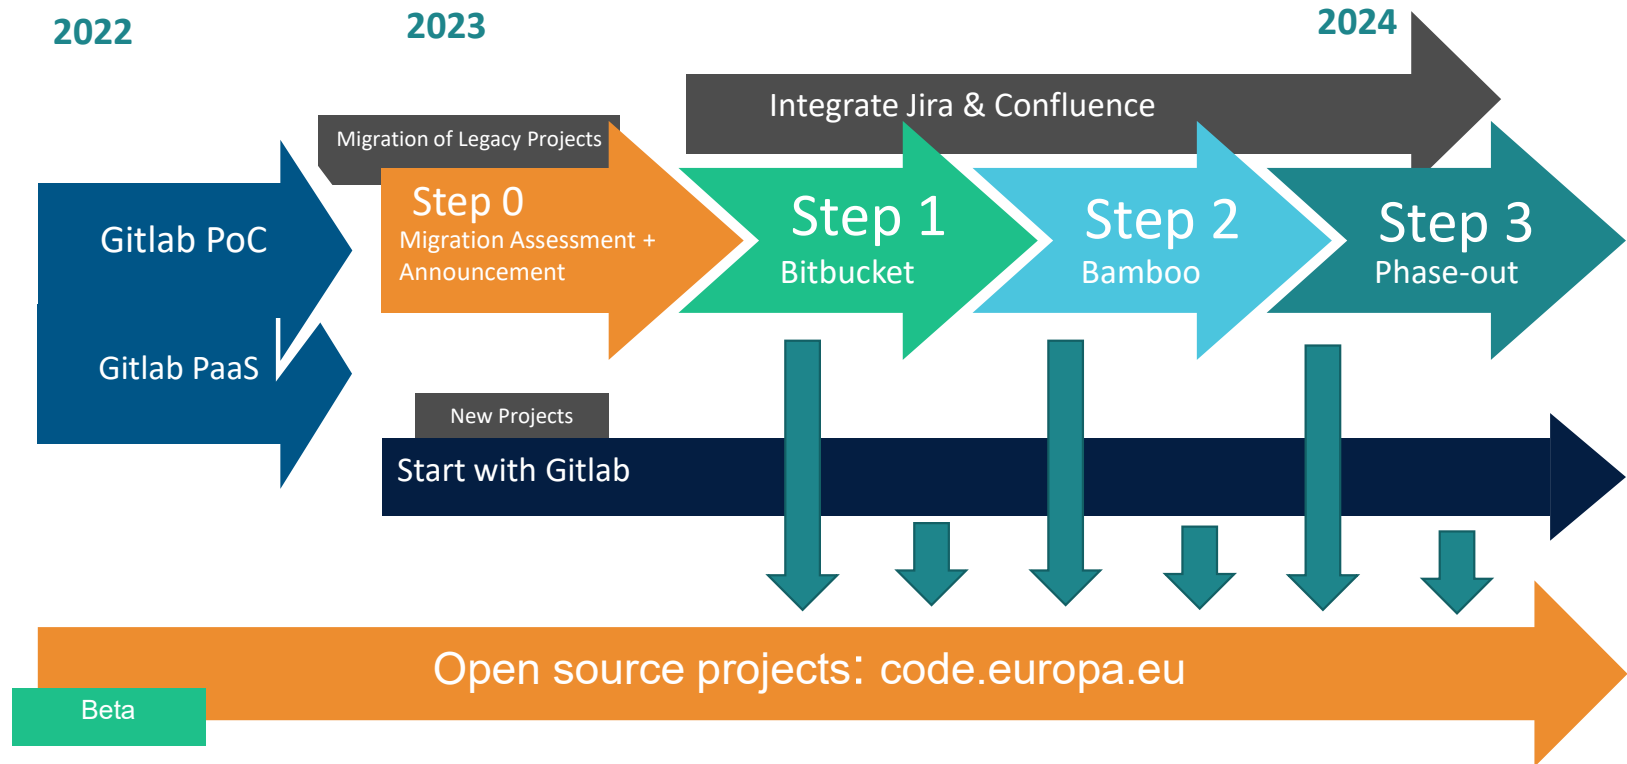 2022
2023
2024
Integrate Jira & Confluence
Migration of Legacy Projects
Gitlab PoC
Step 0
Migration Assessment +
Announcement
Step 1
Bitbucket
Step 2
Bamboo
Step 3
Phase-out
Gitlab PaaS
New Projects
Start with Gitlab
Open source projects: code.europa.eu
Beta